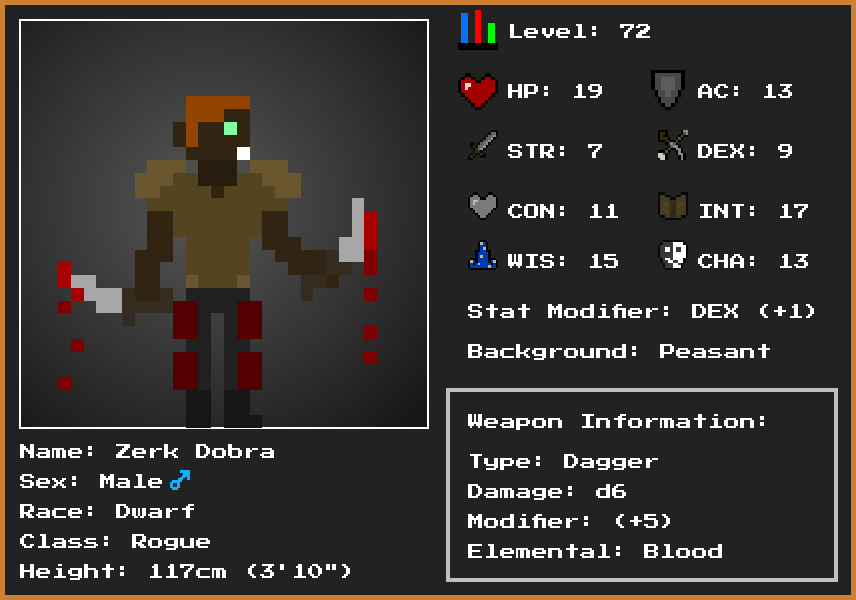 Level: 72
HP: 19 AC: 13
STR: 7 DEX: 9
CON: 11 INT: 17
WIS: 15 CHA: 13
Stat Modifier: DEX (+1)
Background: Peasant
Weapon Information:
Type: Dagger
Damage: d6
Modifier: (+5)
Elemental: Blood
Name: Zerk Dobra
Sex: Male♂
Race: Dwarf
Class: Rogue
Height: 117cm (3'10")